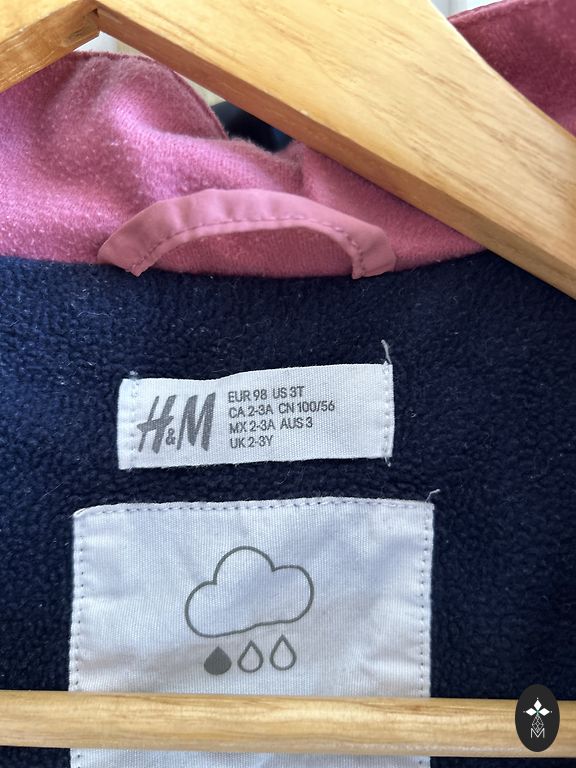 H&M
EUR 98 US 3T
CA 2-3A CN 100/56
MX 2-3A AUS 3
UK 2-3Y